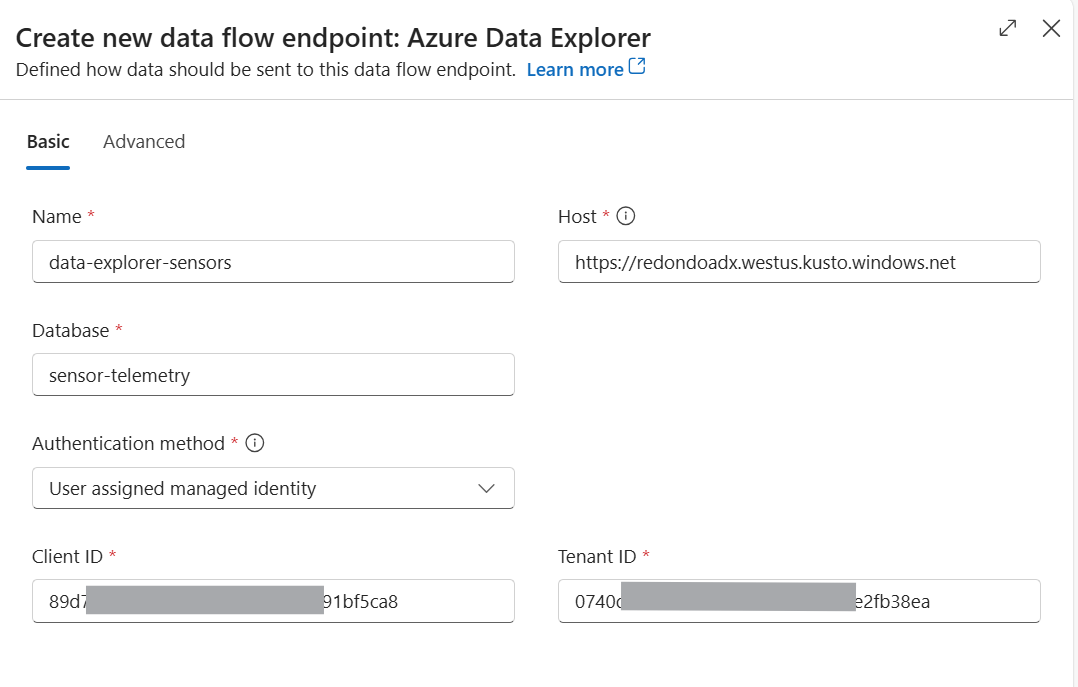 Create new data flow endpoint: Azure Data Explorer
Defined how data should be sent to this data flow endpoint. Learn more
Basic Advanced
Name *
data-explorer-sensors
Host *
https://redondoadx.westus.kusto.windows.net
Database *
sensor-telemetry
Authentication method *
User assigned managed identity
Client ID *
89d7 91bf5ca8
Tenant ID *
0740 e2fb38ea